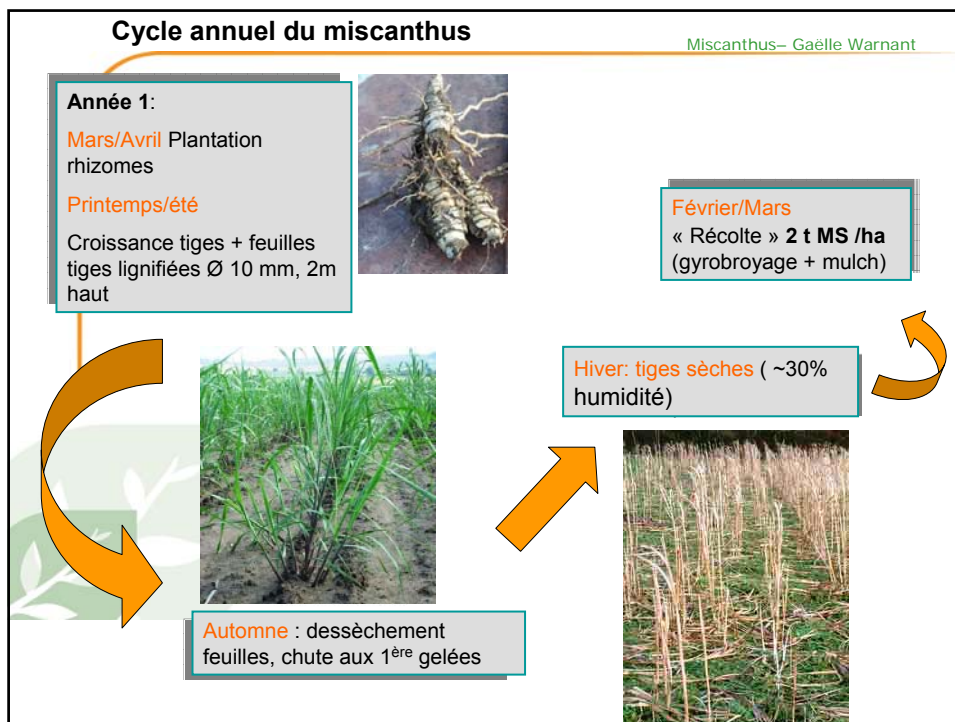 Cycle annuel du miscanthus
Miscanthus– Gaëlle Warnant
Année 1:
Mars/Avril Plantation
rhizomes
Printemps/été
Croissance tiges + feuilles
tiges lignifiées Ø 10 mm, 2m
haut
Automne : dessèchement
feuilles, chute aux 1ère gelées
Hiver: tiges sèches ( ~30%
humidité)
Février/Mars
« Récolte » 2 t MS /ha
(gyrobroyage + mulch)